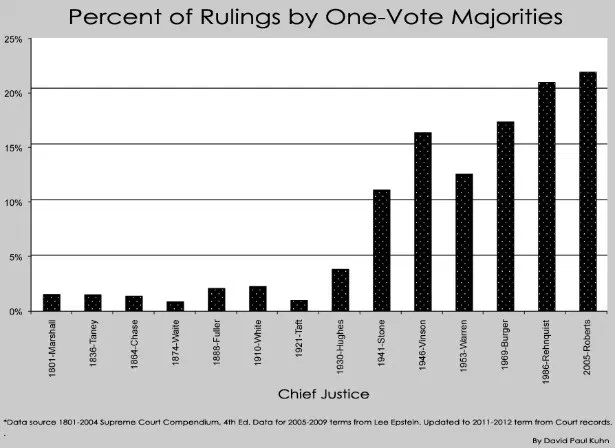 Percent of Rulings by One-Vote Majorities
25%
20%
15%
10%
5%
0%
1801-Marshall
1836-Taney
1864-Chase
1874-Waite
1888-Fuller
1910-White
1921-Taft
1930-Hughes
1941-Stone
1946-Vinson
1953-Warren
1969-Burger
1986-Rehnquist
2005-Roberts
Chief Justice
*Data source 1801-2004 Supreme Court Compendium, 4th Ed. Data for 2005-2009 terms from Lee Epstein. Updated to 2011-2012 term from Court records.
.
By David Paul Kuhn